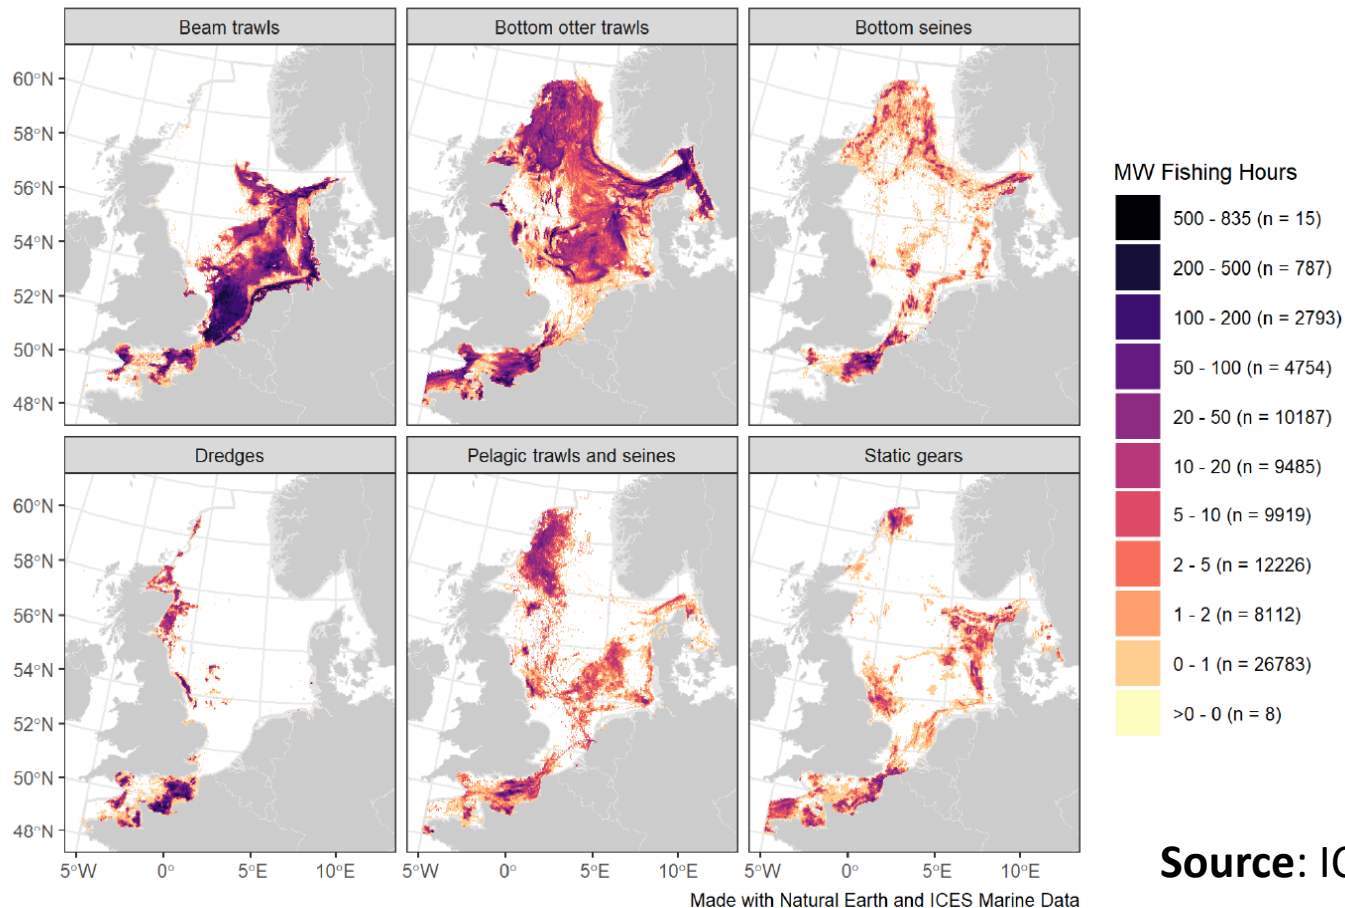 Beam trawls
Bottom otter trawls
Bottom seines
60°N
58°N
56°N
54°N
52°N
50°N
48°N
Dredges
Pelagic trawls and seines
Static gears
60°N
58°N
56°N
54°N
52°N
50°N
48°N
5°W 0° 5°E 10°E
5°W 0° 5°E 10°E
5°W 0° 5°E 10°E
Made with Natural Earth and ICES Marine Data
MW Fishing Hours
500 - 835 (n = 15)
200 - 500 (n = 787)
100 - 200 (n = 2793)
50 - 100 (n = 4754)
20 - 50 (n = 10187)
10 - 20 (n = 9485)
5 - 10 (n = 9919)
2 - 5 (n = 12226)
1 - 2 (n = 8112)
0 - 1 (n = 26783)
>0 - 0 (n = 8)
Source: